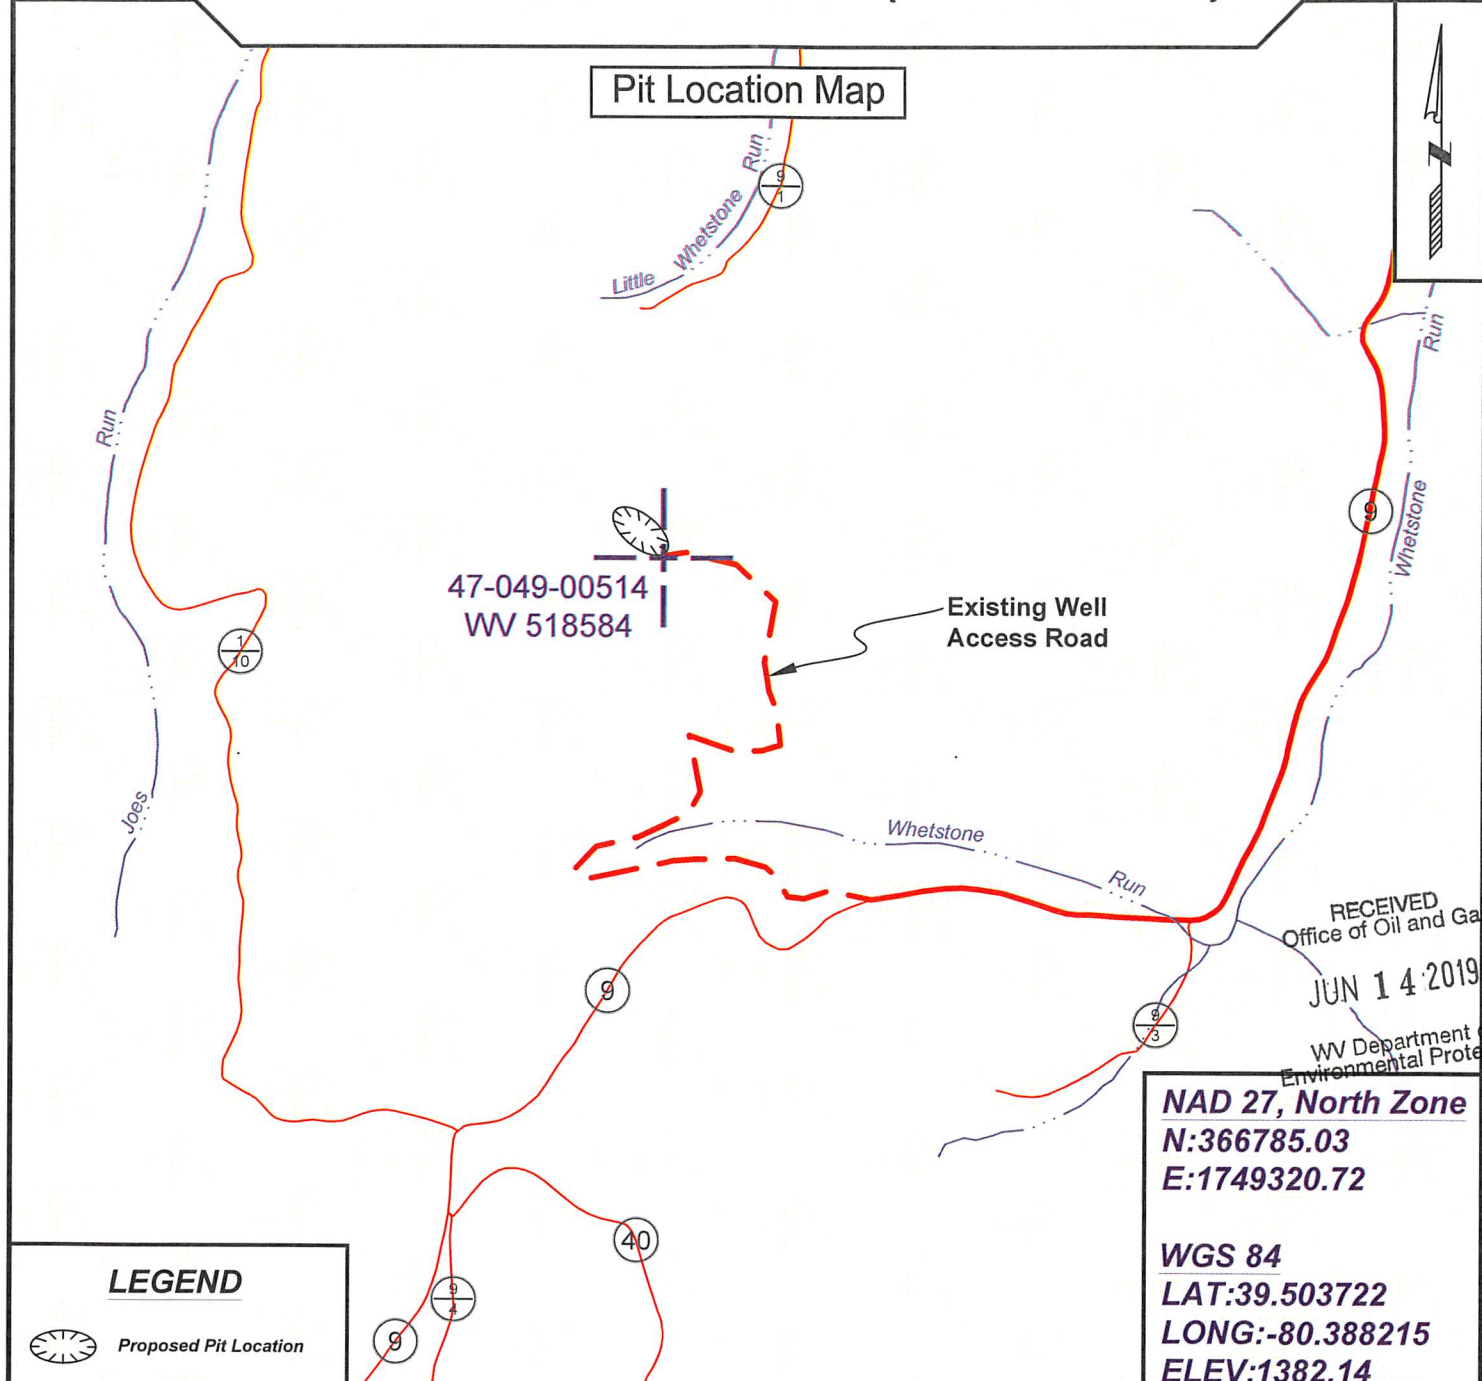 Pit Location Map
N
Run
9
1
Whetstone
Little
Run
Run
9
Whetstone
47-049-00514
WV 518584
Existing Well
Access Road
1
10
Joes
Whetstone
Run
RECEIVED
Office of Oil and Ga
JUN 14 2019
WV Department
Environmental Prote
9
9
3
NAD 27, North Zone
N:366785.03
E:1749320.72
WGS 84
LAT:39.503722
LONG:-80.388215
ELEV:1382.14
40
9
4
9
LEGEND
Proposed Pit Location